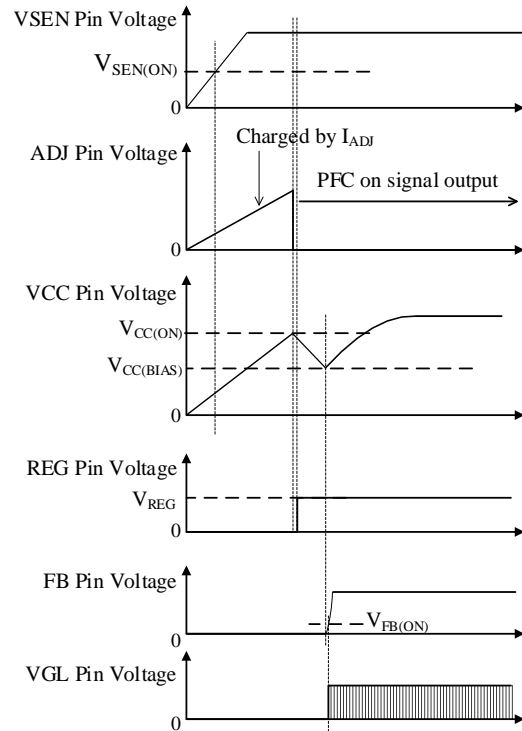 VSEN Pin Voltage
VSEN(ON)
0
Charged by IADJ
ADJ Pin Voltage
PFC on signal output
0
VCC Pin Voltage
VCC(ON)
VCC(BIAS)
0
REG Pin Voltage
VREG
0
FB Pin Voltage
VFB(ON)
0
VGL Pin Voltage
0